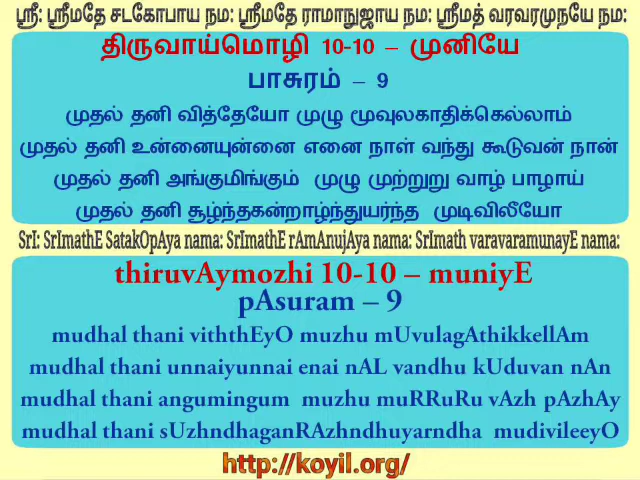 ஸ்ரீ: ஸ்ரீமதே சடகோபாய நம: ஸ்ரீமதே ராமாநுஜாய நம: ஸ்ரீமத் வரவரமுநயே நம:
திருவாய்மொழி 10-10 – முனியே
பாசுரம் – 9
முதல் தனி வித்தேயோ முழு மூவுலகாதிக்கெல்லாம்
முதல் தனி உன்னையுன்னை எனை நாள் வந்து கூடுவன் நான்
முதல் தனி அங்குமிங்கும் முழு முற்றுறு வாழ் பாழாய்
முதல் தனி சூழ்ந்தகன்றாழ்ந்துயர்ந்த முடிவிலீயோ
SrI: SrImathE SatakOpAya nama: SrImathE rAmAnujAya nama: SrImath varavaramunayE nama:
thiruvAymozhi 10-10 – muniyE
pAsuram – 9
mudhal thani viththEyO muzhu mUvulagAthikkellAm
mudhal thani unnaiyunnai enai nAL vandhu kUduvan nAn
mudhal thani angumingum muzhu muRRuRu vAzh pAzhAy
mudhal thani sUzhndhaganRAzhndhuyarndha mudivileeyO
http://koyil.org/